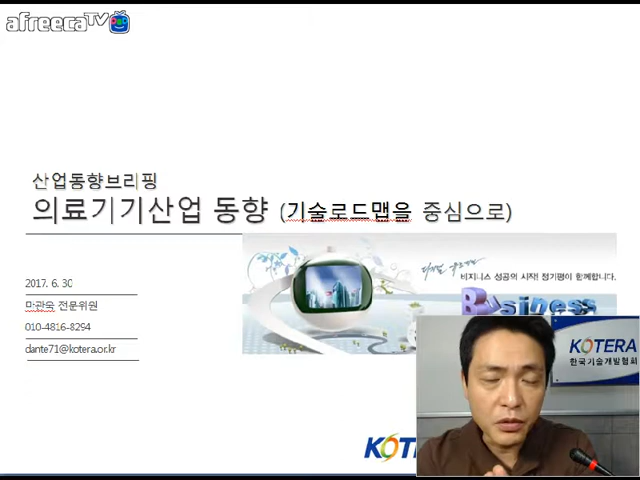 afreecaTV
산업동향브리핑
의료기기산업 동향 (기술로드맵을 중심으로)
비지니스 성공의 시작! 정기평이 함께합니다.
Business
2017. 6. 30
전문위원
010-4816-8294
dante71@kotera.or.kr
KOTERA
한국기술개발협회
KOT